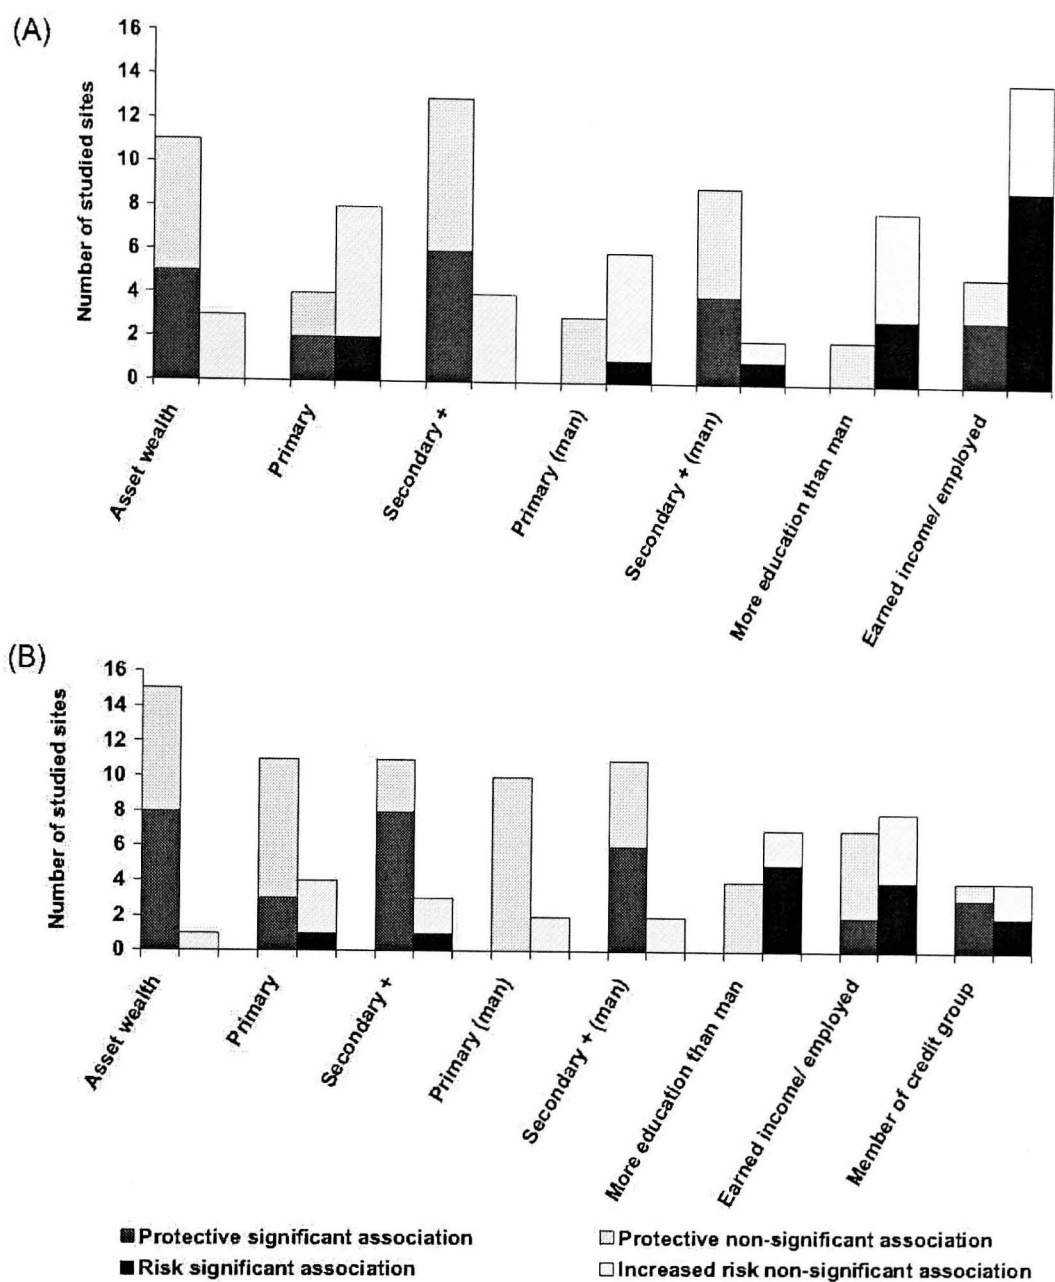 (A)
Number of studied sites
16
14
12
10
8
6
4
2
0
Asset wealth
Primary
Secondary +
Primary (man)
Secondary + (man)
More education than man
Earned income/ employed
(B)
Number of studied sites
16
14
12
10
8
6
4
2
0
Asset wealth
Primary
Secondary +
Primary (man)
Secondary + (man)
More education than man
Earned income/ employed
Member of credit group
Protective significant association
Protective non-significant association
Risk significant association
Increased risk non-significant association